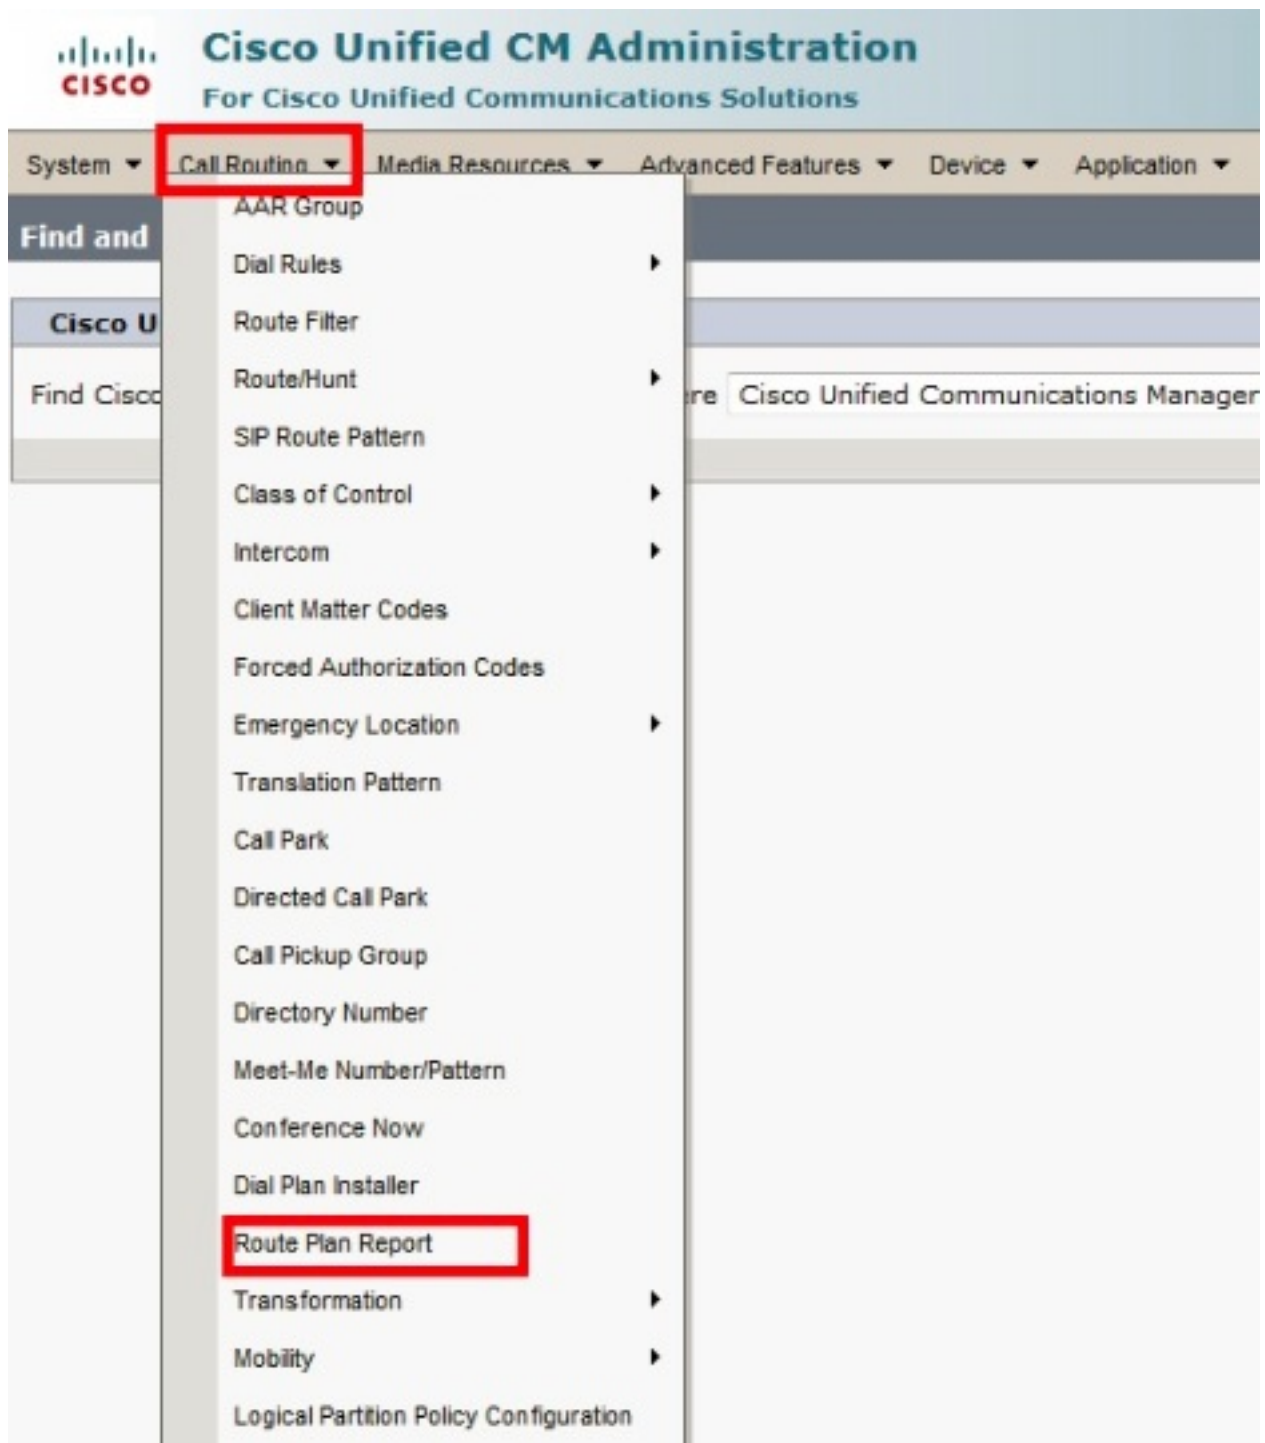 CISCO
Cisco Unified CM Administration
For Cisco Unified Communications Solutions
System Call Routing Media Resources Advanced Features Device Application
Find and
Cisco U
Find Cisco
re Cisco Unified Communications Manager
AAR Group
Dial Rules
Route Filter
Route/Hunt
SIP Route Pattern
Class of Control
Intercom
Client Matter Codes
Forced Authorization Codes
Emergency Location
Translation Pattern
Call Park
Directed Call Park
Call Pickup Group
Directory Number
Meet-Me Number/Pattern
Conference Now
Dial Plan Installer
Route Plan Report
Transformation
Mobility
Logical Partition Policy Configuration